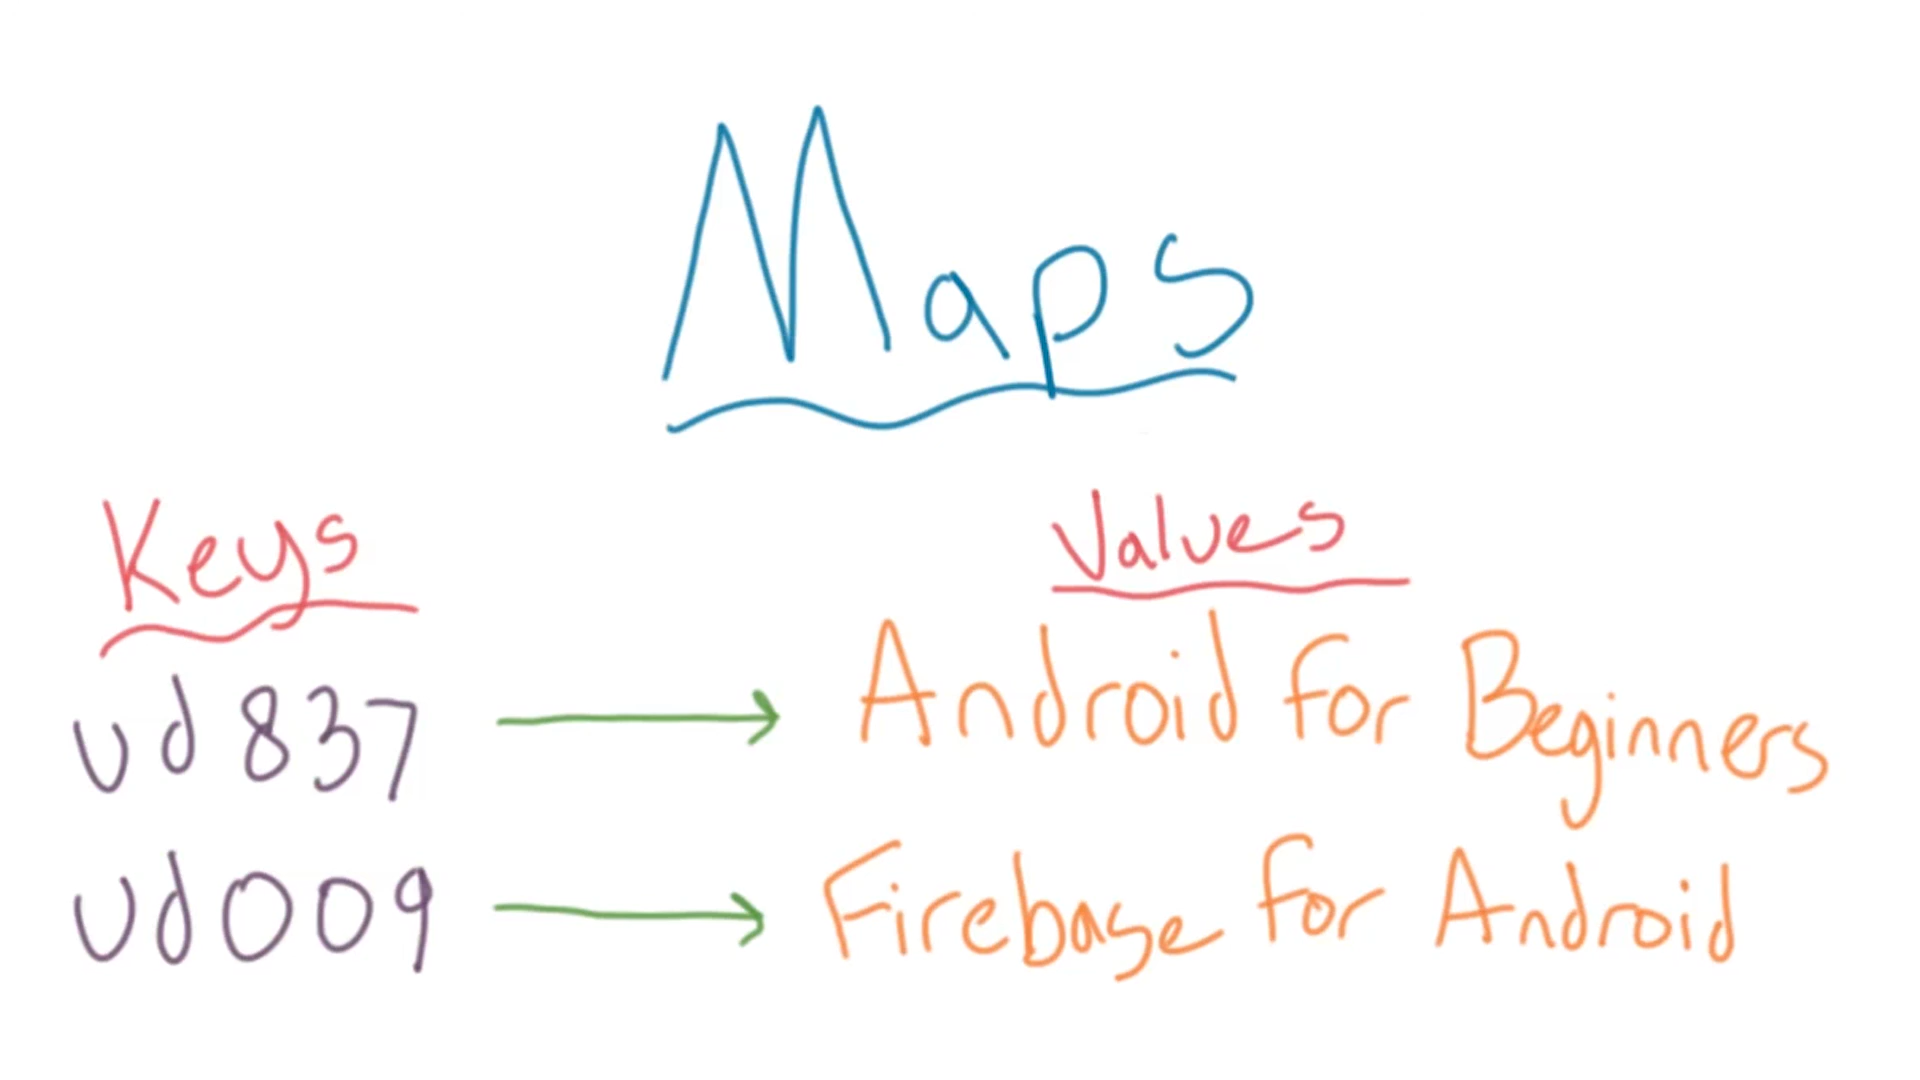 Maps
Keys Values
ud837 → Android for Beginners
ud009 → Firebase for Android